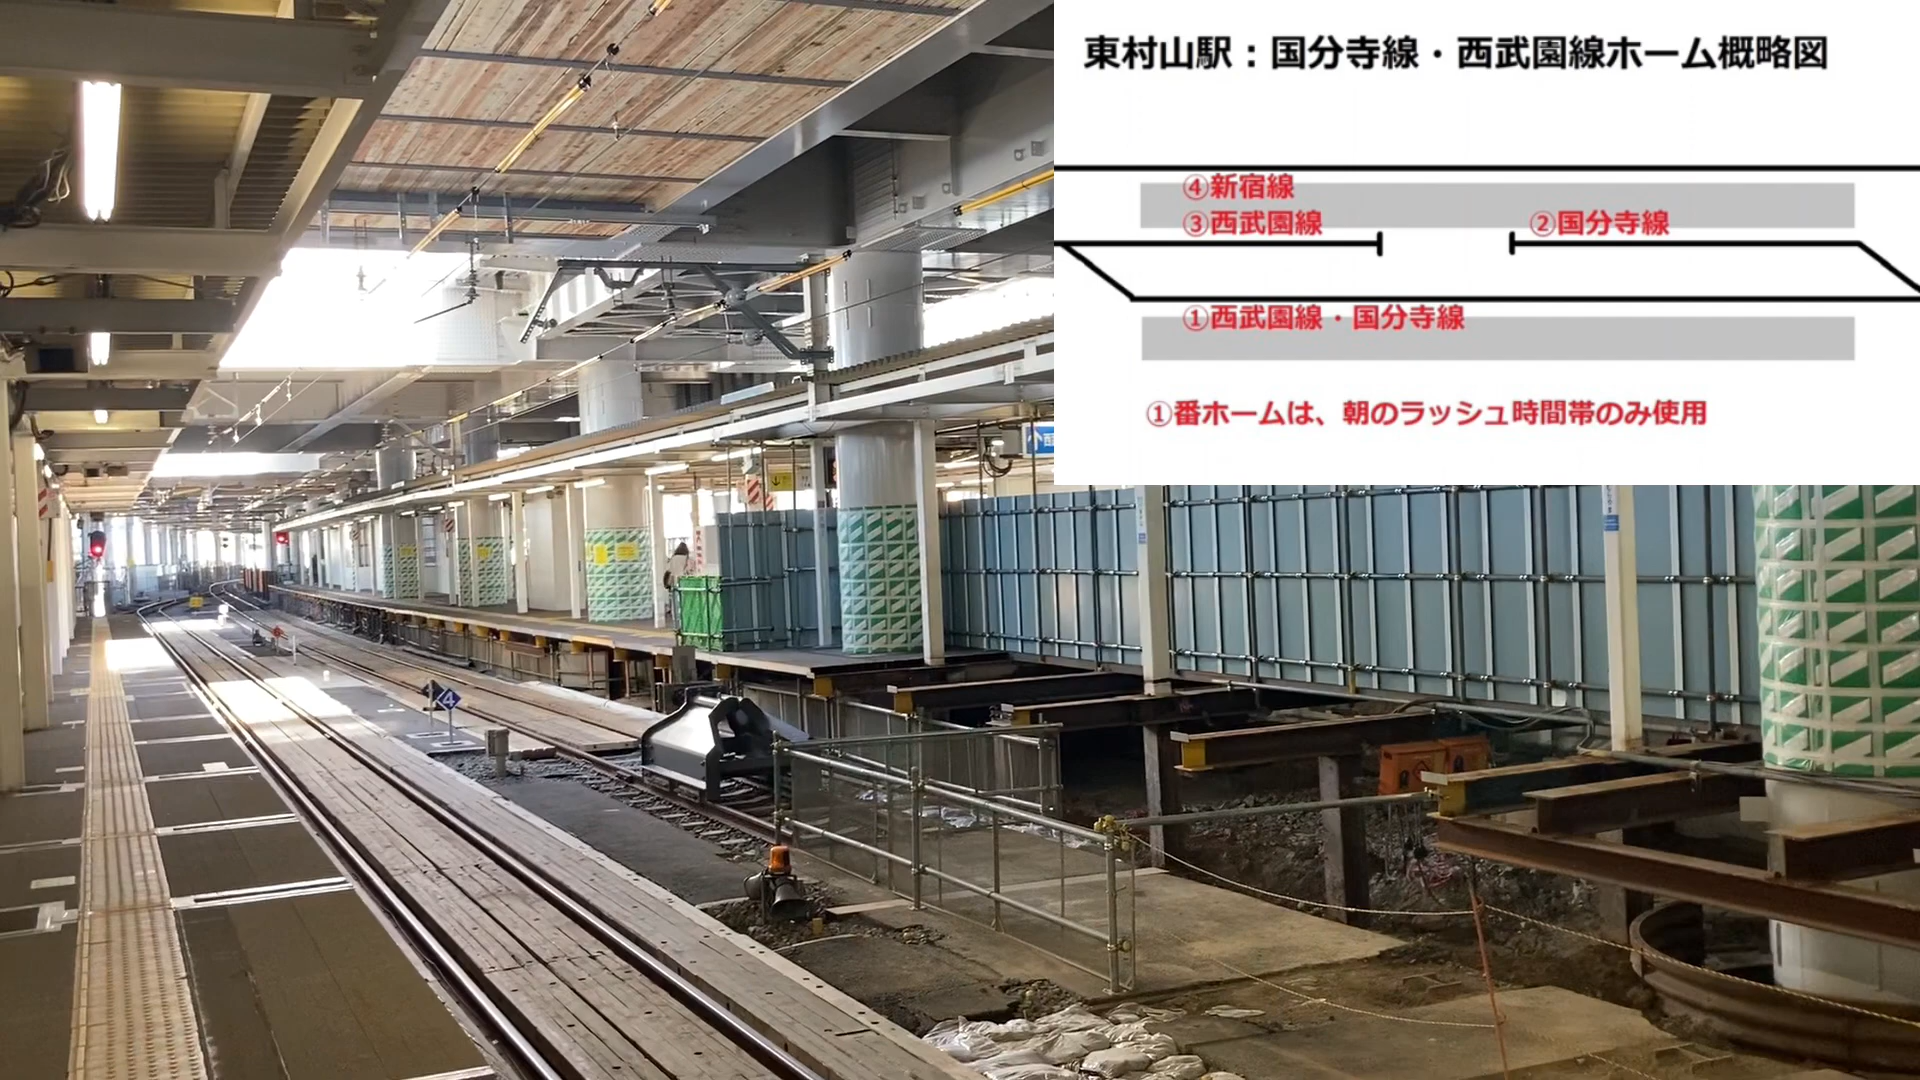 東村山駅：国分寺線・西武園線ホーム概略図
④新宿線
③西武園線
②国分寺線
①西武園線・国分寺線
①番ホームは、朝のラッシュ時間帯のみ使用
4